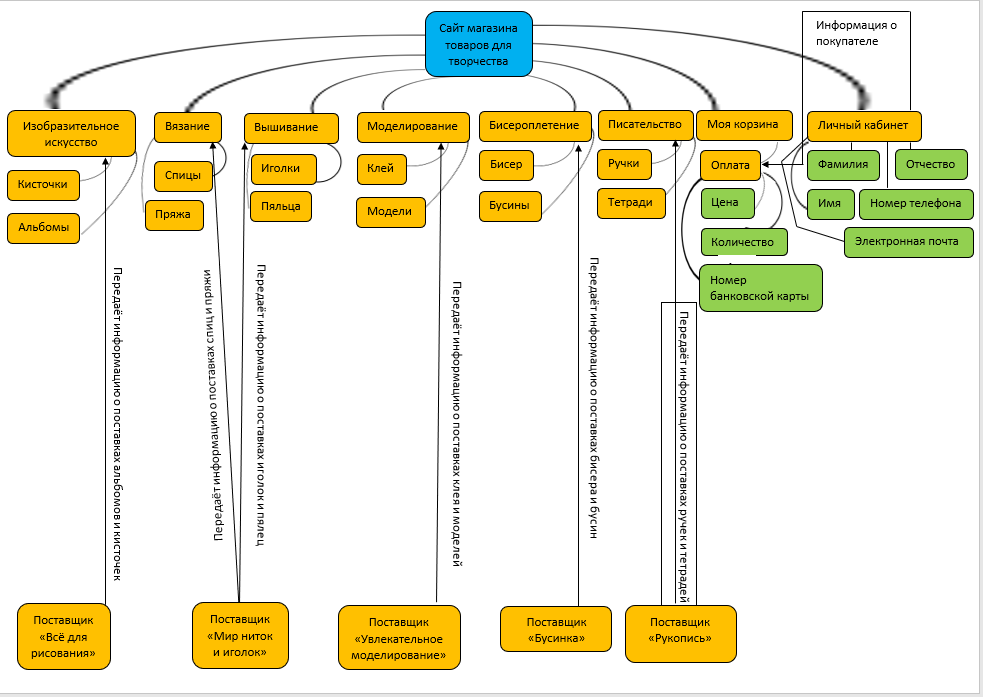 Сайт магазина
товаров для
творчества
Информация о
покупателе
Изобразительное
искусство
Вязание
Вышивание
Моделирование
Бисероплетение
Писательство
Моя корзина
Личный кабинет
Кисточки
Альбомы
Спицы
Пряжа
Иголки
Пяльца
Клей
Модели
Бисер
Бусины
Ручки
Тетради
Оплата
Цена
Количество
Номер
банковской карты
Фамилия
Отчество
Имя
Номер телефона
Электронная почта
Передаёт информацию о поставках альбомов и кисточек
Передаёт информацию о поставках спиц и пряжи
Передаёт информацию о поставках иголок и пялец
Передаёт информацию о поставках клея и моделей
Передаёт информацию о поставках бисера и бусин
Передаёт информацию о поставках ручек и тетрадей
Поставщик
«Всё для
рисования»
Поставщик
«Мир ниток
и иголок»
Поставщик
«Увлекательное
моделирование»
Поставщик
«Бусинка»
Поставщик
«Рукопись»